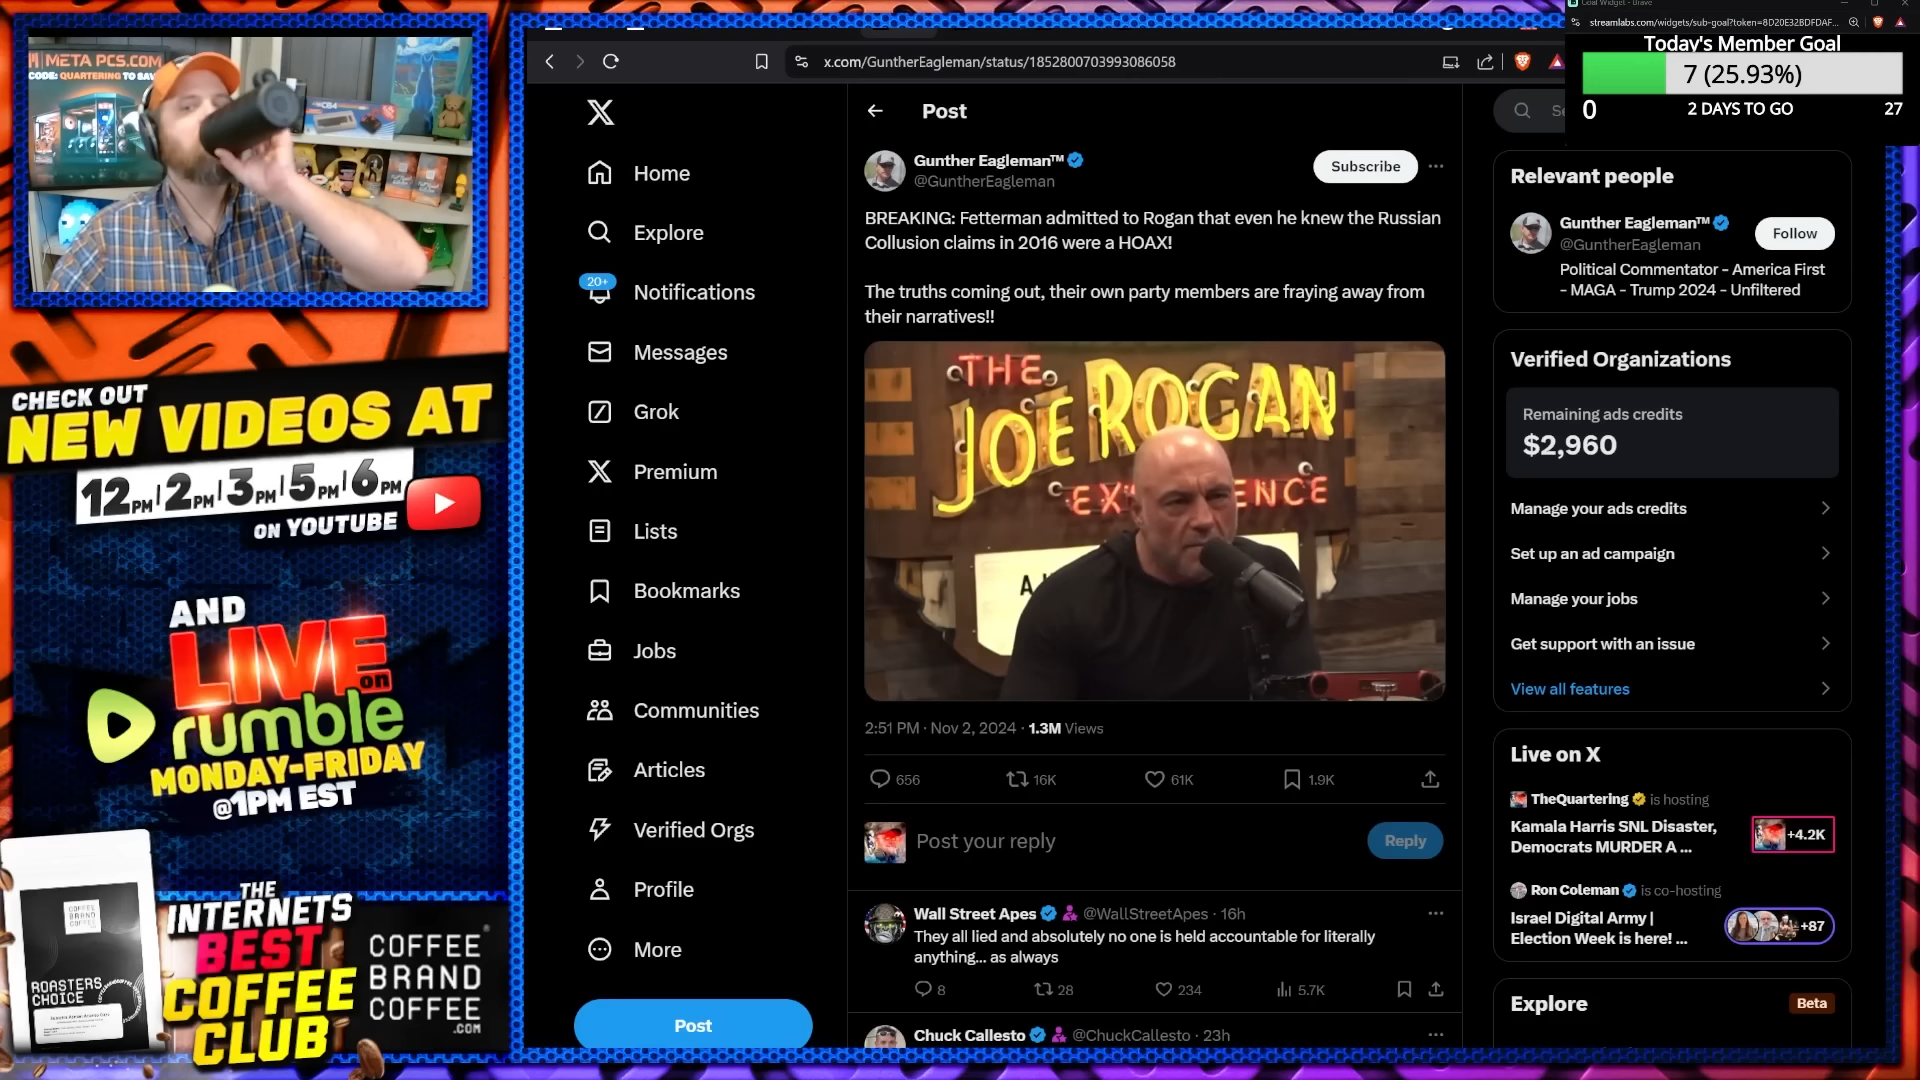 META PCS.COM
CODE: QUARTERING TO SAV
CHECK OUT
NEW VIDEOS AT
12PM|2PM|3PM|5PM|6PM
ON YOUTUBE
AND
LIVE
on
rumble
MONDAY-FRIDAY
@1PM EST
THE
INTERNETS
BEST
COFFEE
CLUB
COFFEE
BRAND
COFFEE
.COM
COFFEE
BRAND
COFFEE
ROASTERS
CHOICE
x.com/GuntherEagleman/status/1852800703993086058
Home
Explore
20+
Notifications
Messages
Grok
Premium
Lists
Bookmarks
Jobs
Communities
Articles
Verified Orgs
Profile
More
Post
Post
Gunther Eagleman™
@GuntherEagleman
Subscribe
BREAKING: Fetterman admitted to Rogan that even he knew the Russian
Collusion claims in 2016 were a HOAX!
The truths coming out, their own party members are fraying away from
their narratives!!
THE
JOE ROGAN
EX ENCE
2:51 PM · Nov 2, 2024 · 1.3M Views
656
16K
61K
1.9K
Post your reply
Reply
Wall Street Apes @WallStreetApes · 16h
They all lied and absolutely no one is held accountable for literally
anything... as always
8
28
234
5.7K
Chuck Callesto @ChuckCallesto · 23h
Goal Widget - Brave
streamlabs.com/widgets/sub-goal?token=8D20E32BDFDAF...
Today's Member Goal
7 (25.93%)
0
2 DAYS TO GO
27
Relevant people
Gunther Eagleman™
@GuntherEagleman
Follow
Political Commentator - America First
- MAGA - Trump 2024 - Unfiltered
Verified Organizations
Remaining ads credits
$2,960
Manage your ads credits
Set up an ad campaign
Manage your jobs
Get support with an issue
View all features
Live on X
TheQuartering is hosting
Kamala Harris SNL Disaster,
Democrats MURDER A ...
+4.2K
Ron Coleman is co-hosting
Israel Digital Army |
Election Week is here! ...
+87
Explore
Beta